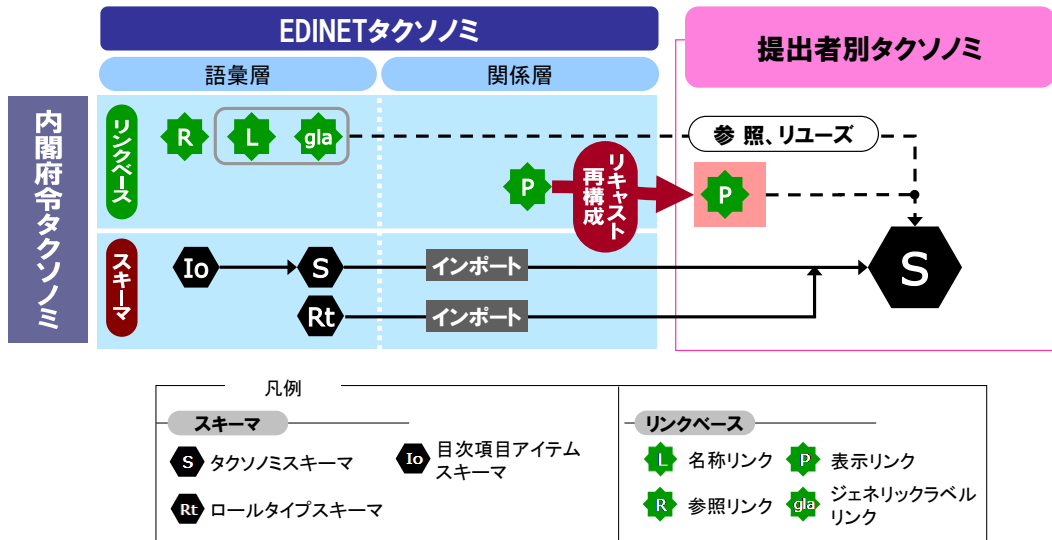 EDINETタクソノミ
提出者別タクソノミ
語彙層
関係層
内閣府令タクソノミ
リンクベース
R
L
gla
参照、リユーズ
P
リキャスト
再構成
P
スキーマ
Io
S
インポート
S
Rt
インポート
凡例
スキーマ
S タクソノミスキーマ
Io 目次項目アイテム
スキーマ
Rt ロールタイプスキーマ
リンクベース
L 名称リンク
P 表示リンク
R 参照リンク
gla ジェネリックラベル
リンク